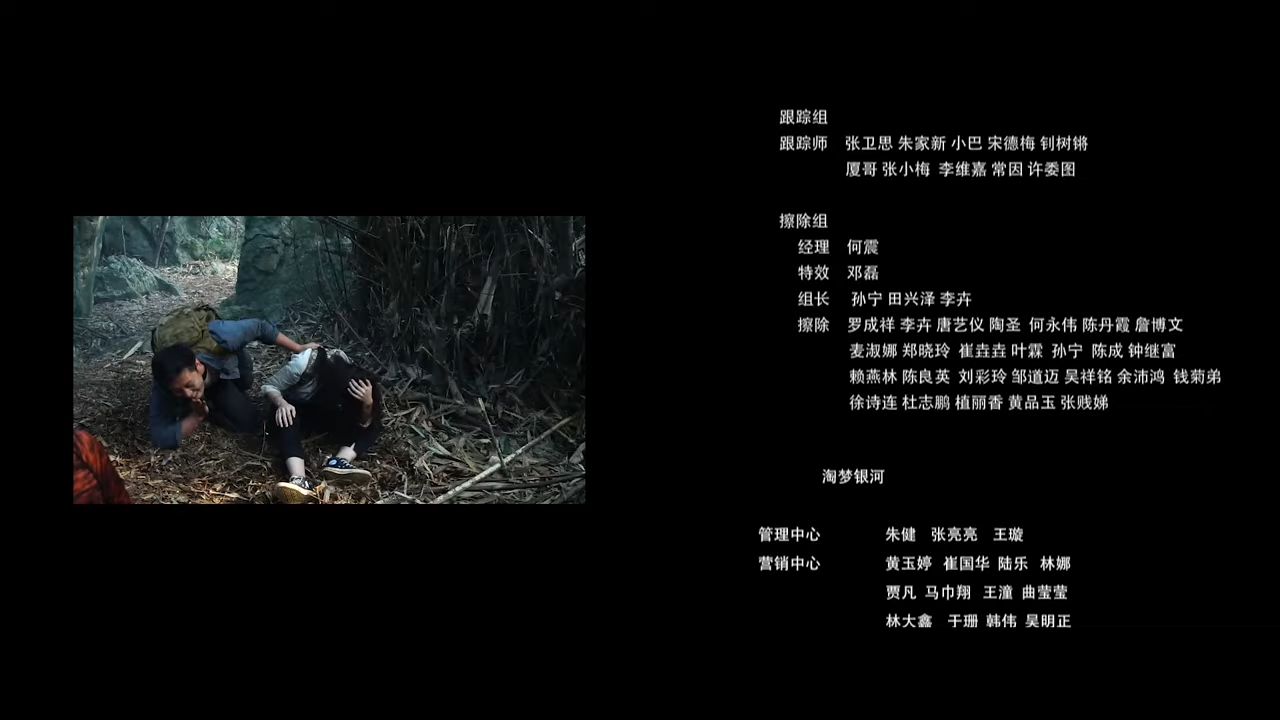 跟踪组
跟踪师 张卫思 朱家新 小巴 宋德梅 钊树锵
厦哥 张小梅 李维嘉 常因 许委图
擦除组
经理 何震
特效 邓磊
组长 孙宁 田兴泽 李卉
擦除 罗成祥 李卉 唐艺仪 陶圣 何永伟 陈丹霞 詹博文
麦淑娜 郑晓玲 崔垚垚 叶霖 孙宁 陈成 钟继富
赖燕林 陈良英 刘彩玲 邹道迈 吴祥铭 余沛鸿 钱菊弟
徐诗连 杜志鹏 植丽香 黄品玉 张贱娣
淘梦银河
管理中心 朱健 张亮亮 王璇
营销中心 黄玉婷 崔国华 陆乐 林娜
贾凡 马巾翔 王潼 曲莹莹
林大鑫 于珊 韩伟 吴明正